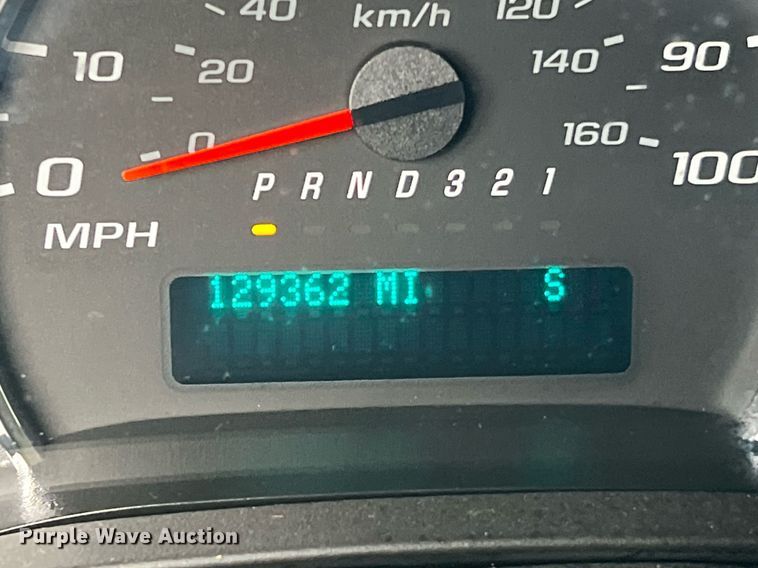 40 km/h 120
10 20 140 90
0 0 160 100
P R N D 3 2 1
MPH
129362 MI S
Purple Wave Auction